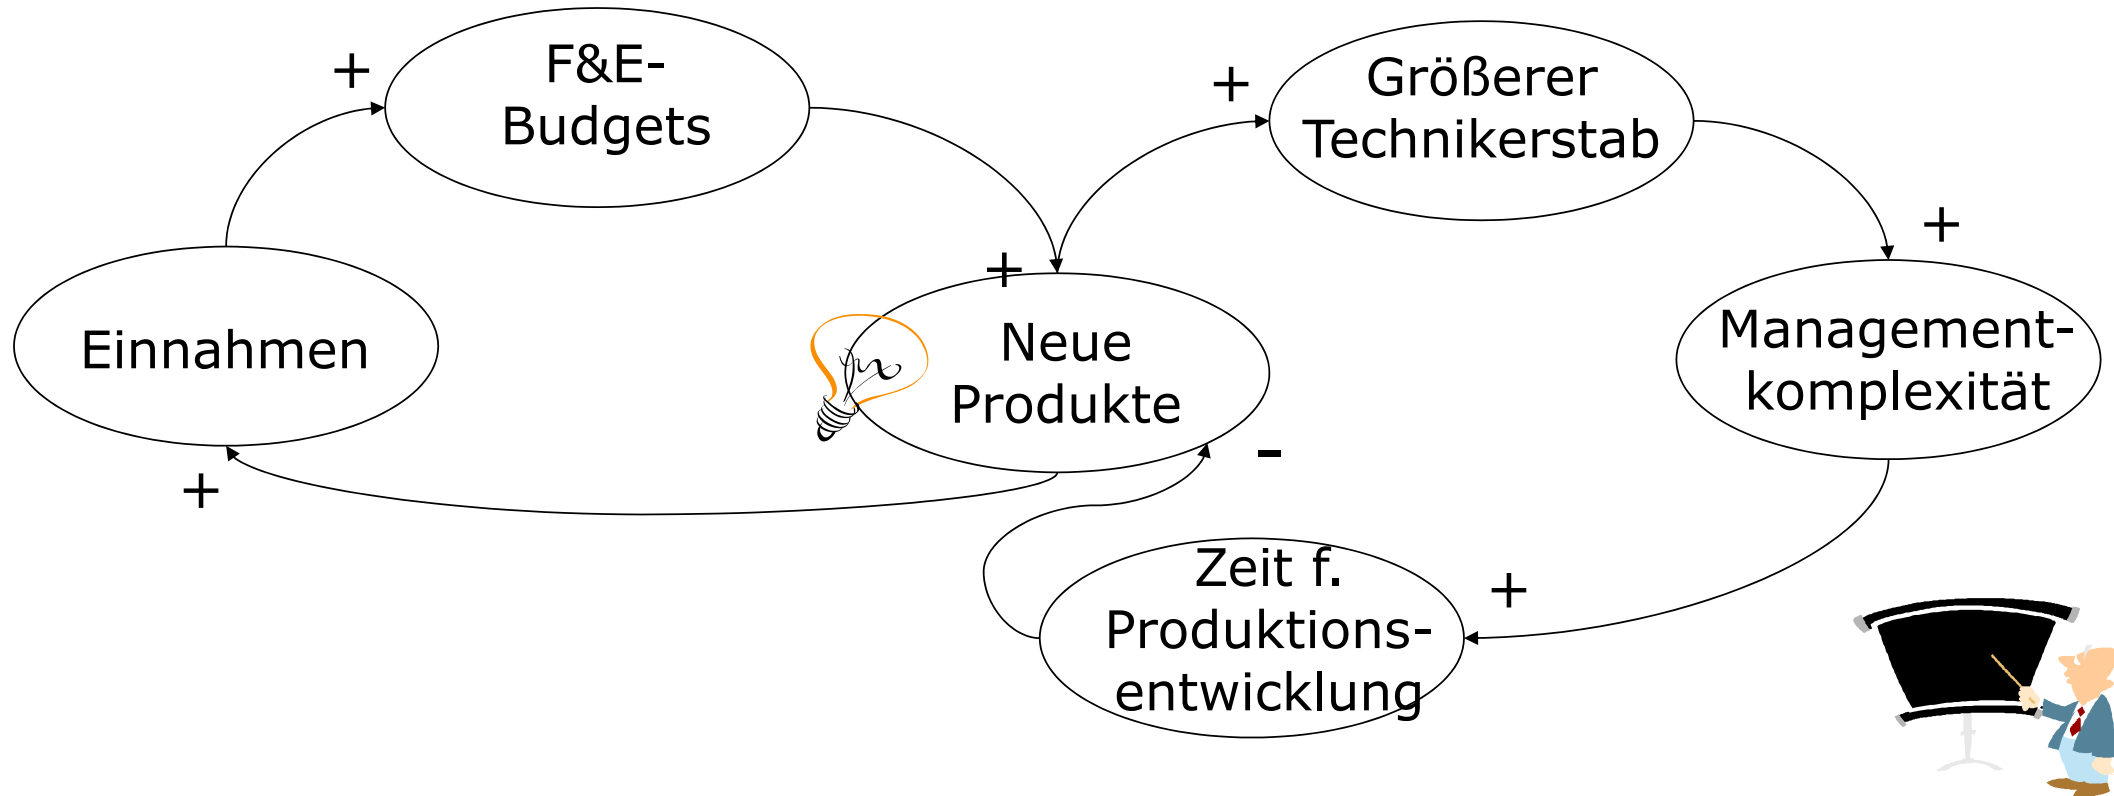 +
F&E-
Budgets
+
Größerer
Technikerstab
+
Einnahmen
+
+
Neue
Produkte
-
Management-
komplexität
+
Zeit f.
Produktions-
entwicklung
+